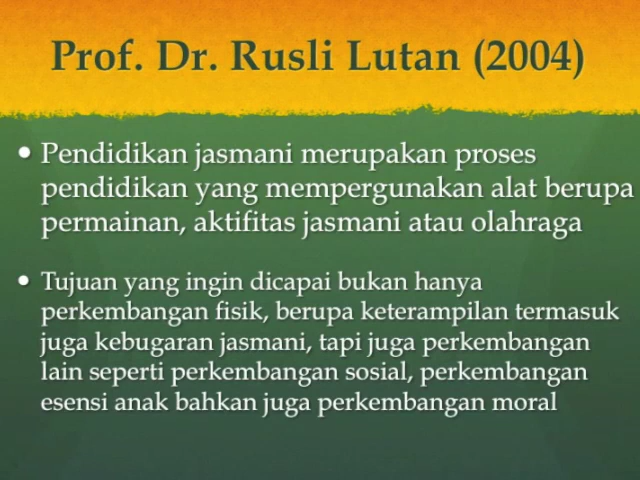 Prof. Dr. Rusli Lutan (2004)
• Pendidikan jasmani merupakan proses
pendidikan yang mempergunakan alat berupa
permainan, aktifitas jasmani atau olahraga
• Tujuan yang ingin dicapai bukan hanya
perkembangan fisik, berupa keterampilan termasuk
juga kebugaran jasmani, tapi juga perkembangan
lain seperti perkembangan sosial, perkembangan
esensi anak bahkan juga perkembangan moral